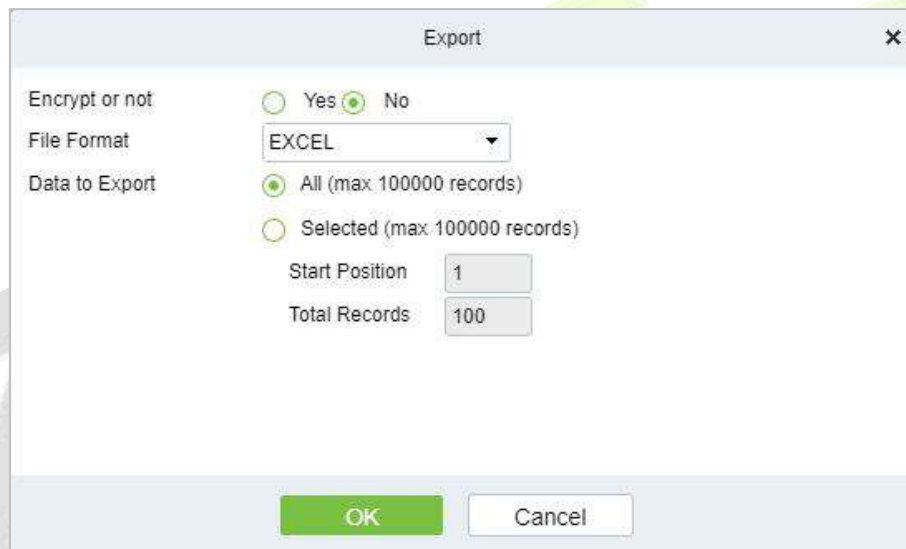 Export
Encrypt or not Yes No
File Format EXCEL
Data to Export All (max 100000 records)
Selected (max 100000 records)
Start Position 1
Total Records 100
OK Cancel